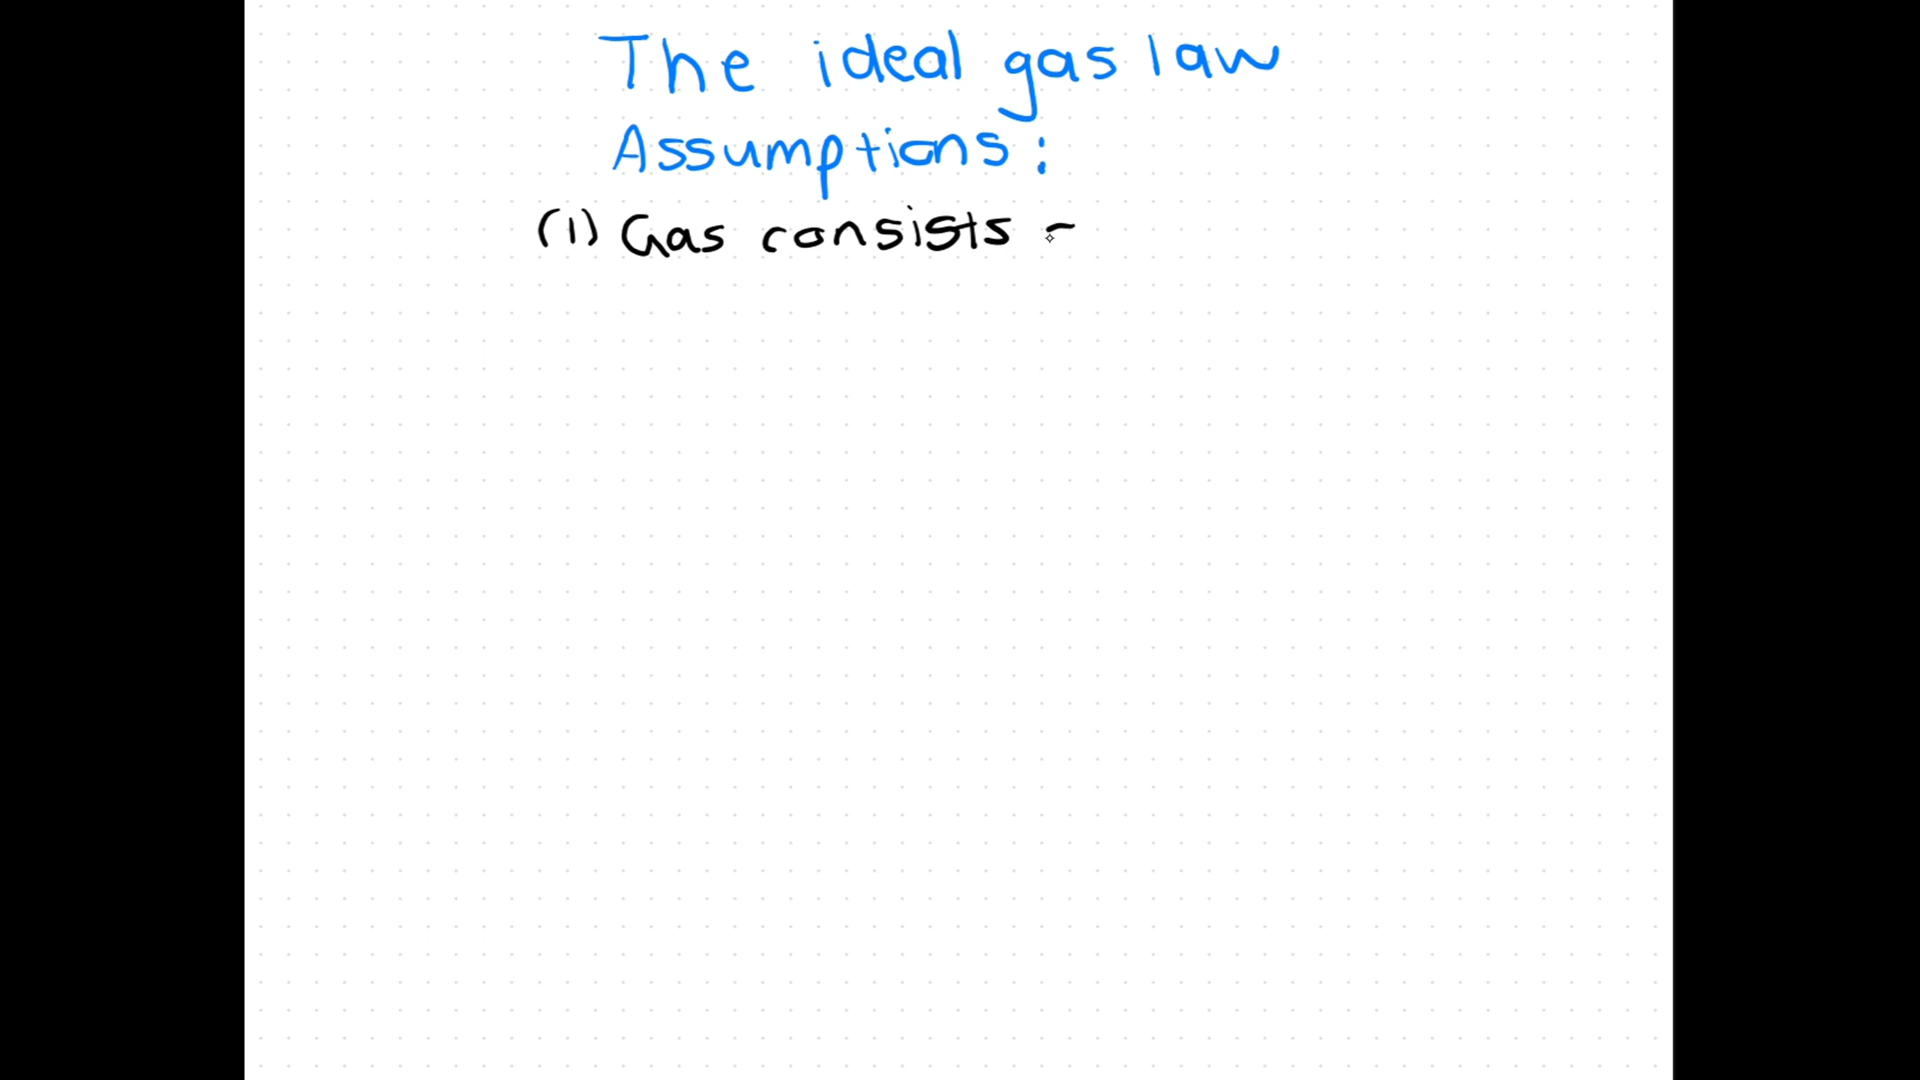 The ideal gas law
Assumptions:
(1) Gas consists